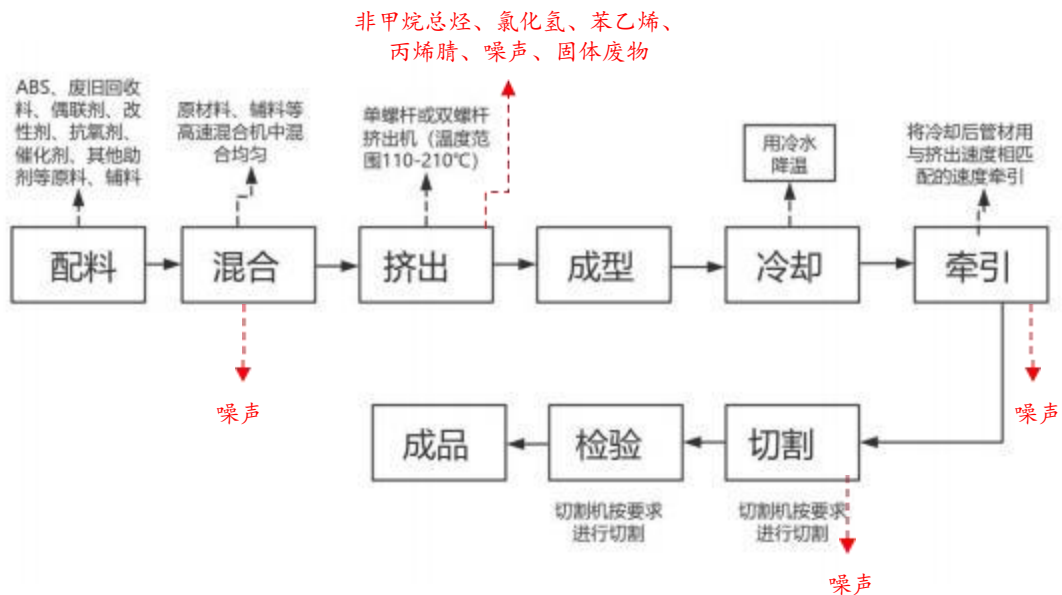 非甲烷总烃、氯化氢、苯乙烯、
丙烯腈、噪声、固体废物
ABS、废旧回收
料、偶联剂、改
性剂、抗氧剂、
催化剂、其他助
剂等原料、辅料
原材料、辅料等
高速混合机中混
合均匀
单螺杆或双螺杆
挤出机（温度范
围110-210℃）
用冷水
降温
将冷却后管材用
与挤出速度相匹
配的速度牵引
配料
混合
挤出
成型
冷却
牵引
噪声
噪声
成品
检验
切割
切割机按要求
进行切割
切割机按要求
进行切割
噪声